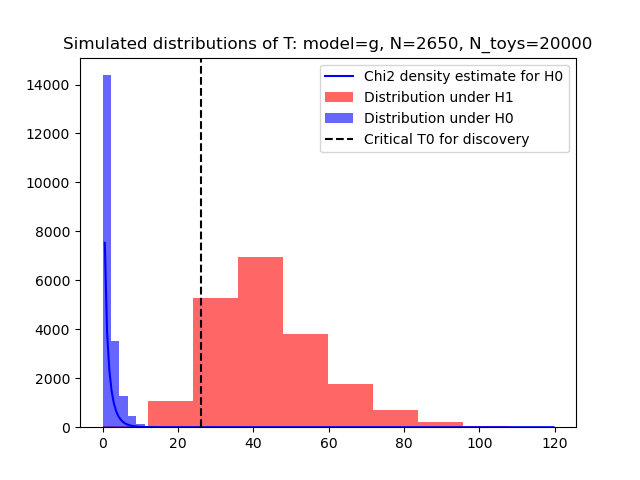 Simulated distributions of T: model=g, N=2650, N_toys=20000
14000
12000
10000
8000
6000
4000
2000
0
Chi2 density estimate for H0
Distribution under H1
Distribution under H0
Critical T0 for discovery
0 20 40 60 80 100 120